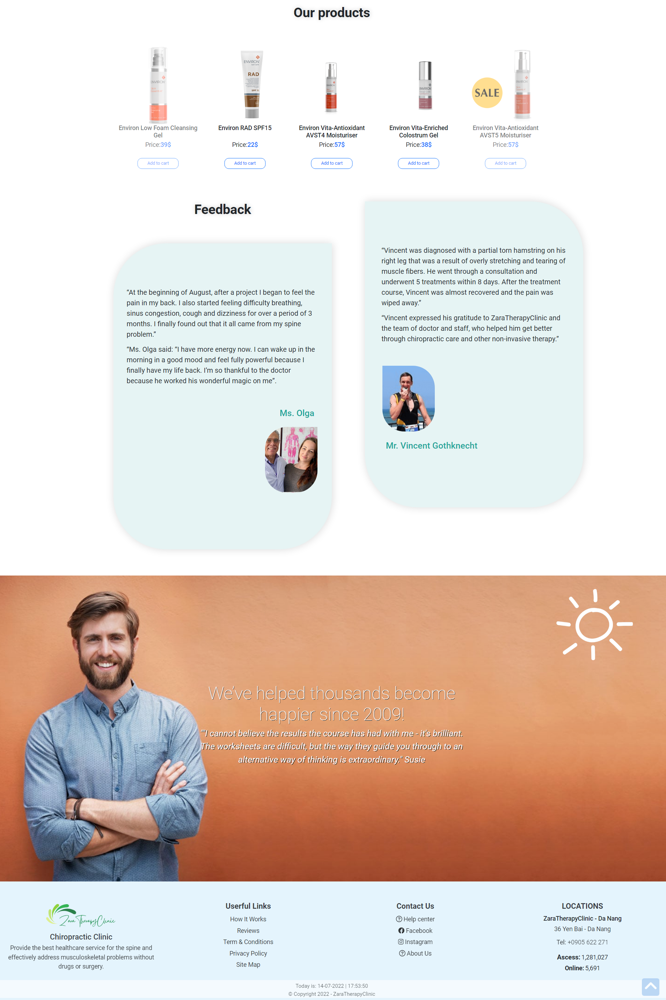 Our products
ENVIRON
ENVIRON
skin care
RAD
SPF 15
ENVIRON
ENVIRON
SALE
ENVIRON
Environ Low Foam Cleansing
Gel
Price:39$
Add to cart
Environ RAD SPF15
Price:22$
Add to cart
Environ Vita-Antioxidant
AVST4 Moisturiser
Price:57$
Add to cart
Environ Vita-Enriched
Colostrum Gel
Price:38$
Add to cart
Environ Vita-Antioxidant
AVST5 Moisturiser
Price:57$
Add to cart
Feedback
“At the beginning of August, after a project I began to feel the
pain in my back. I also started feeling difficulty breathing,
sinus congestion, cough and dizziness for over a period of 3
months. I finally found out that it all came from my spine
problem.”
“Ms. Olga said: “I have more energy now. I can wake up in the
morning in a good mood and feel fully powerful because I
finally have my life back. I’m so thankful to the doctor
because he worked his wonderful magic on me”.
Ms. Olga
“Vincent was diagnosed with a partial torn hamstring on his
right leg that was a result of overly stretching and tearing of
muscle fibers. He went through a consultation and
underwent 5 treatments within 8 days. After the treatment
course, Vincent was almost recovered and the pain was
wiped away.”
“Vincent expressed his gratitude to ZaraTherapyClinic and
the team of doctor and staff, who helped him get better
through chiropractic care and other non-invasive therapy.”
Mr. Vincent Gothknecht
We’ve helped thousands become
happier since 2009!
""I cannot believe the results the course has had with me - it's brilliant.
The worksheets are difficult, but the way they guide you through to an
alternative way of thinking is extraordinary." Susie
Zara TherapyClinic
Chiropractic Clinic
Provide the best healthcare service for the spine and
effectively address musculoskeletal problems without
drugs or surgery.
Userful Links
How It Works
Reviews
Term & Conditions
Privacy Policy
Site Map
Contact Us
Help center
Facebook
Instagram
About Us
LOCATIONS
ZaraTherapyClinic - Da Nang
36 Yen Bai - Da Nang
Tel: +0905 622 271
Ascess: 1,281,027
Online: 5,691
Today is: 14-07-2022 | 17:53:50
© Copyright 2022 - ZaraTherapyClinic